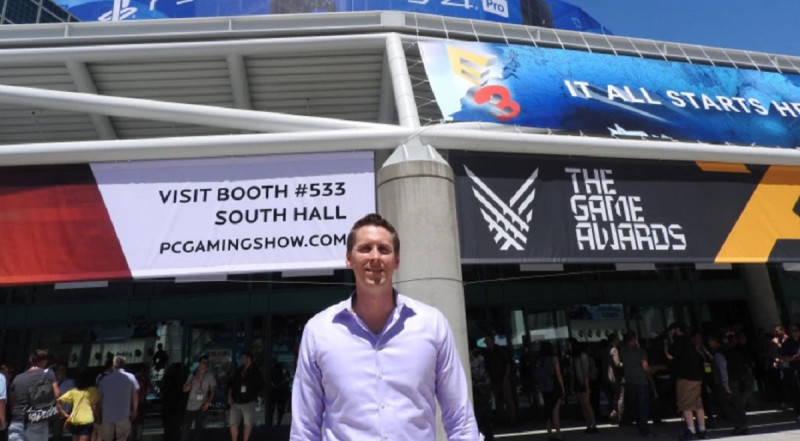 Pro
E3
IT ALL STARTS
VISIT BOOTH #533
SOUTH HALL
PCGAMINGSHOW.COM
THE
GAME
AWARDS